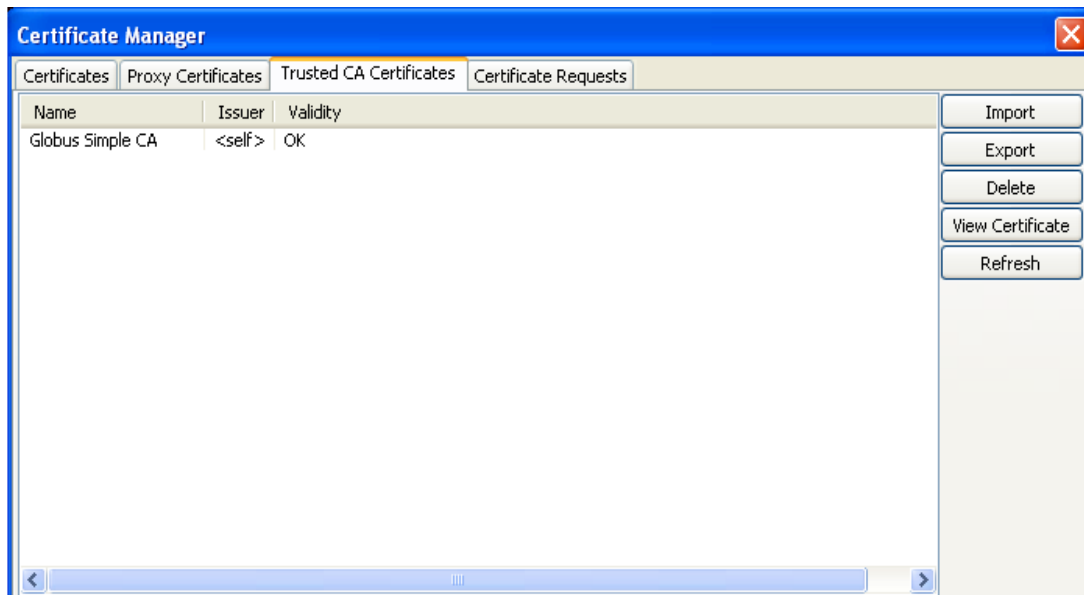 Certificate Manager
Certificates Proxy Certificates Trusted CA Certificates Certificate Requests
Name Issuer Validity
Globus Simple CA <self> OK
Import
Export
Delete
View Certificate
Refresh